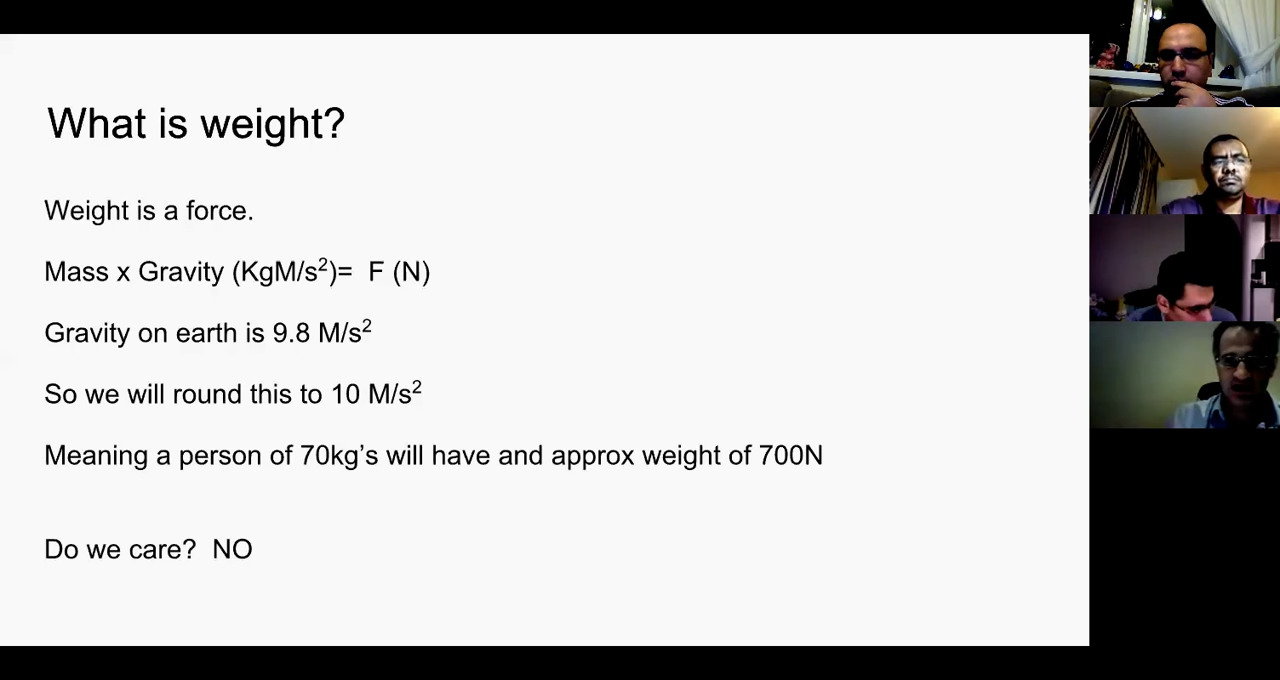 What is weight?
Weight is a force.
Mass x Gravity (KgM/s²)=  F (N)
Gravity on earth is 9.8 M/s²
So we will round this to 10 M/s²
Meaning a person of 70kg’s will have and approx weight of 700N
Do we care?  NO